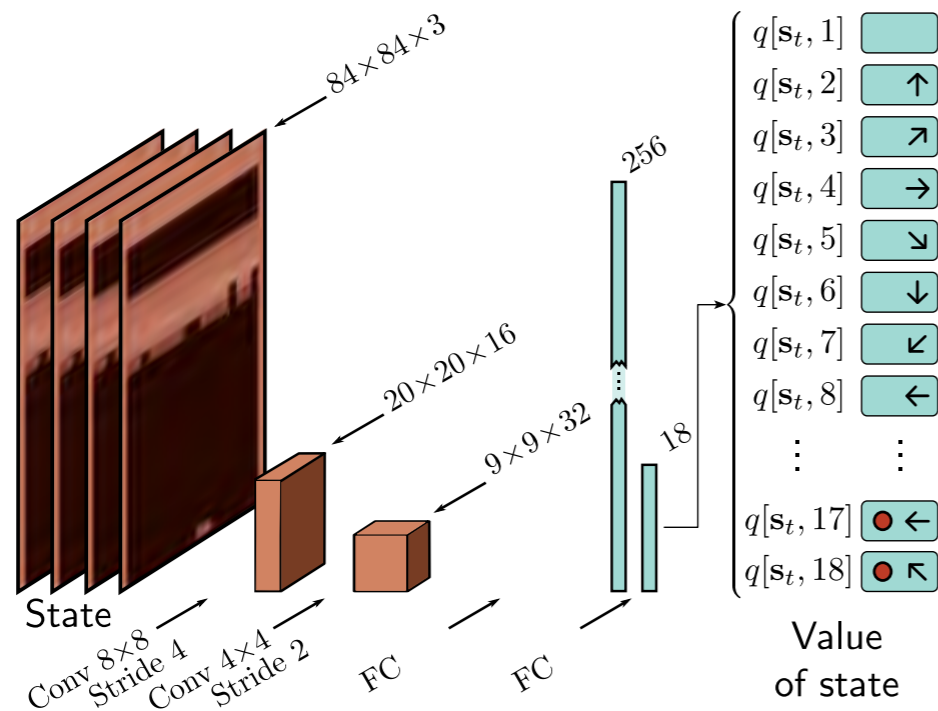 84×84×3
State
Conv 8×8
Stride 4
20×20×16
Conv 4×4
Stride 2
9×9×32
FC
256
FC
18
q[s_t, 1]
q[s_t, 2] ↑
q[s_t, 3] ↗
q[s_t, 4] →
q[s_t, 5] ↘
q[s_t, 6] ↓
q[s_t, 7] ↙
q[s_t, 8] ←
⋮ ⋮
q[s_t, 17] ←
q[s_t, 18] ↖
Value
of state